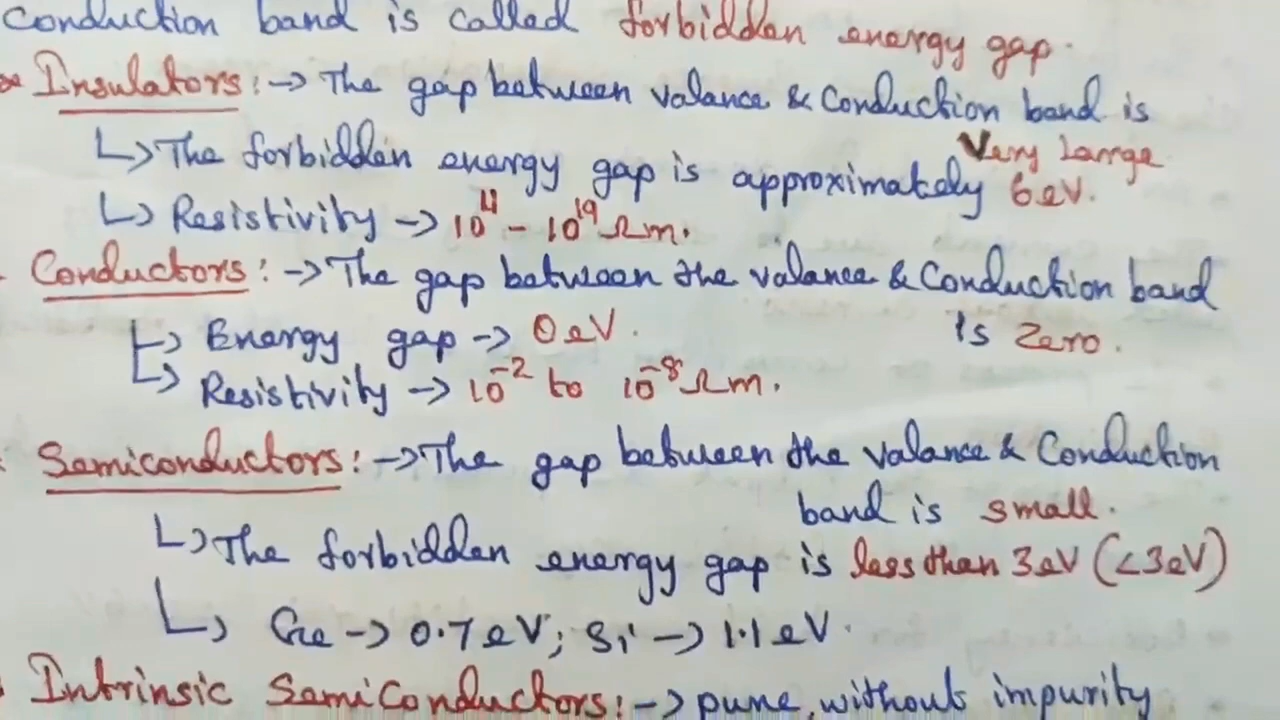 Conduction band is called forbidden energy gap.
Insulators :→ The gap between valance & Conduction band is
Very Large
↳ The forbidden energy gap is approximately 6eV.
↳ Resistivity → 10¹¹ – 10¹⁹ Ωm.
Conductors : → The gap between the valance & Conduction band
is Zero.
↳ Energy gap → 0eV.
↳ Resistivity → 10⁻² to 10⁻⁸ Ωm.
Semiconductors : → The gap between the valance & Conduction
band is small.
↳ The forbidden energy gap is less than 3eV (<3eV)
↳ Ge → 0.7eV; Si → 1.1eV.
Intrinsic SemiConductors : → pure, without impurity